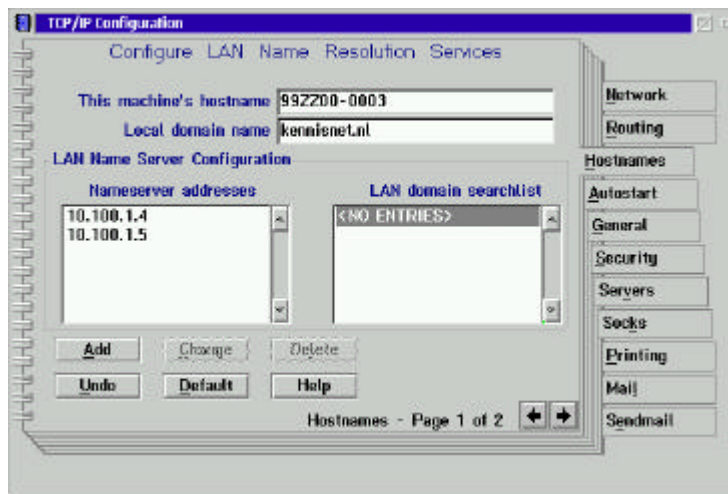 TCP/IP Configuration
Configure LAN Name Resolution Services
This machine's hostname 99ZZ00-0003
Local domain name kennisnet.nl
LAN Name Server Configuration
Nameserver addresses LAN domain searchlist
10.100.1.4 <NO ENTRIES>
10.100.1.5
Add Change Delete
Undo Default Help
Hostnames - Page 1 of 2
Network
Routing
Hostnames
Autostart
General
Security
Servers
Socks
Printing
Mail
Sendmail